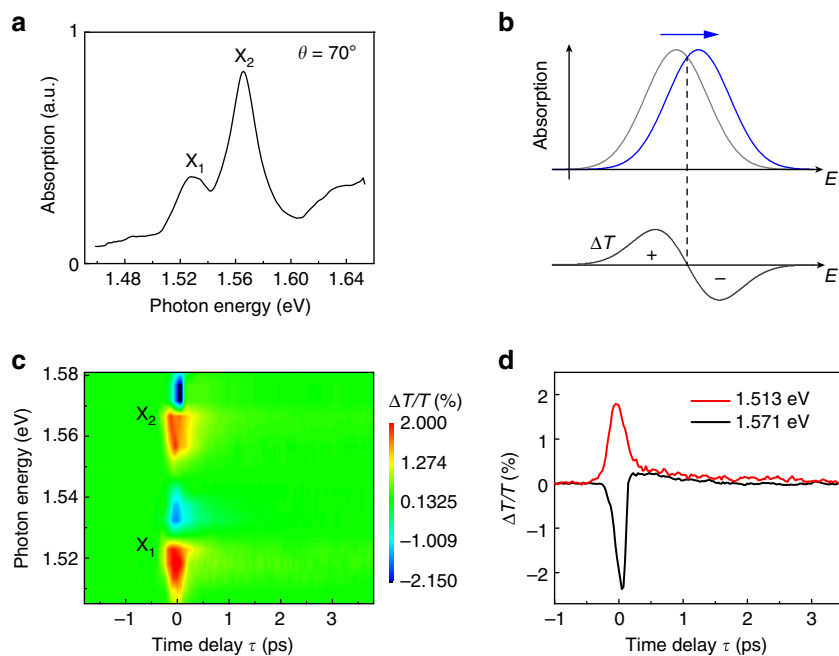 a
1
X₂
θ = 70°
X₁
Absorption (a.u.)
0
1.48 1.52 1.56 1.60 1.64
Photon energy (eV)
b
Absorption
E
ΔT
+
–
E
c
1.58
X₂
1.56
1.54
X₁
1.52
Photon energy (eV)
–1 0 1 2 3
Time delay τ (ps)
ΔT/T (%)
2.000
1.274
0.1325
–1.009
–2.150
d
2
1
0
–1
–2
ΔT/T (%)
1.513 eV
1.571 eV
–1 0 1 2 3
Time delay τ (ps)